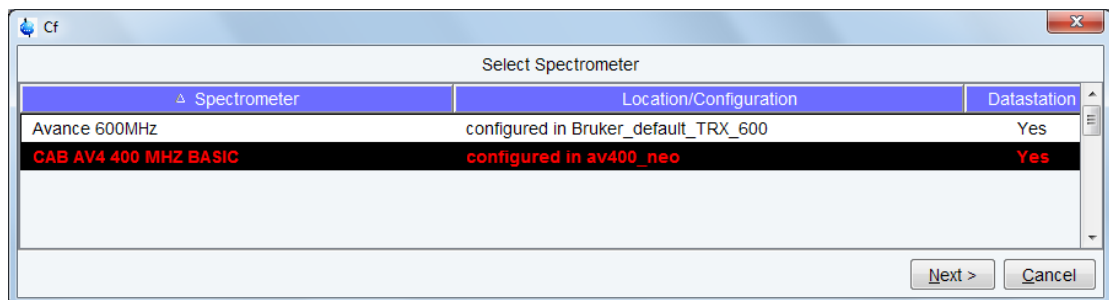 Cf
Select Spectrometer
Spectrometer Location/Configuration Datastation
Avance 600MHz configured in Bruker_default_TRX_600 Yes
CAB AV4 400 MHZ BASIC configured in av400_neo Yes
Next > Cancel